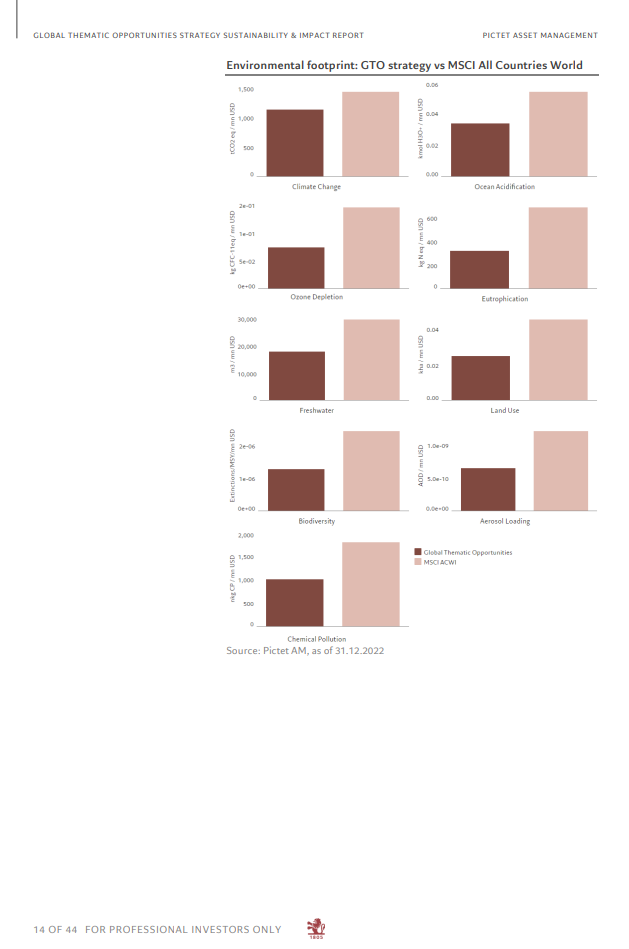 GLOBAL THEMATIC OPPORTUNITIES STRATEGY SUSTAINABILITY & IMPACT REPORT
PICTET ASSET MANAGEMENT
Environmental footprint: GTO strategy vs MSCI All Countries World
1,500
1,000
500
0
tCO2 eq / mn USD
Climate Change
0.06
0.04
0.02
0.00
kmol H3O+ / mn USD
Ocean Acidification
2e-01
1e-01
5e-02
0e+00
kg CFC-11eq / mn USD
Ozone Depletion
600
400
200
0
kg N eq / mn USD
Eutrophication
30,000
20,000
10,000
0
m3 / mn USD
Freshwater
0.04
0.02
0.00
kha / mn USD
Land Use
2e-06
1e-06
0e+00
Extinctions/MSY/mn USD
Biodiversity
1.0e-09
5.0e-10
0.0e+00
AOD / mn USD
Aerosol Loading
2,000
1,500
1,000
500
0
nkg CP / mn USD
Chemical Pollution
Global Thematic Opportunities
MSCI ACWI
Source: Pictet AM, as of 31.12.2022
14 OF 44 FOR PROFESSIONAL INVESTORS ONLY
1805